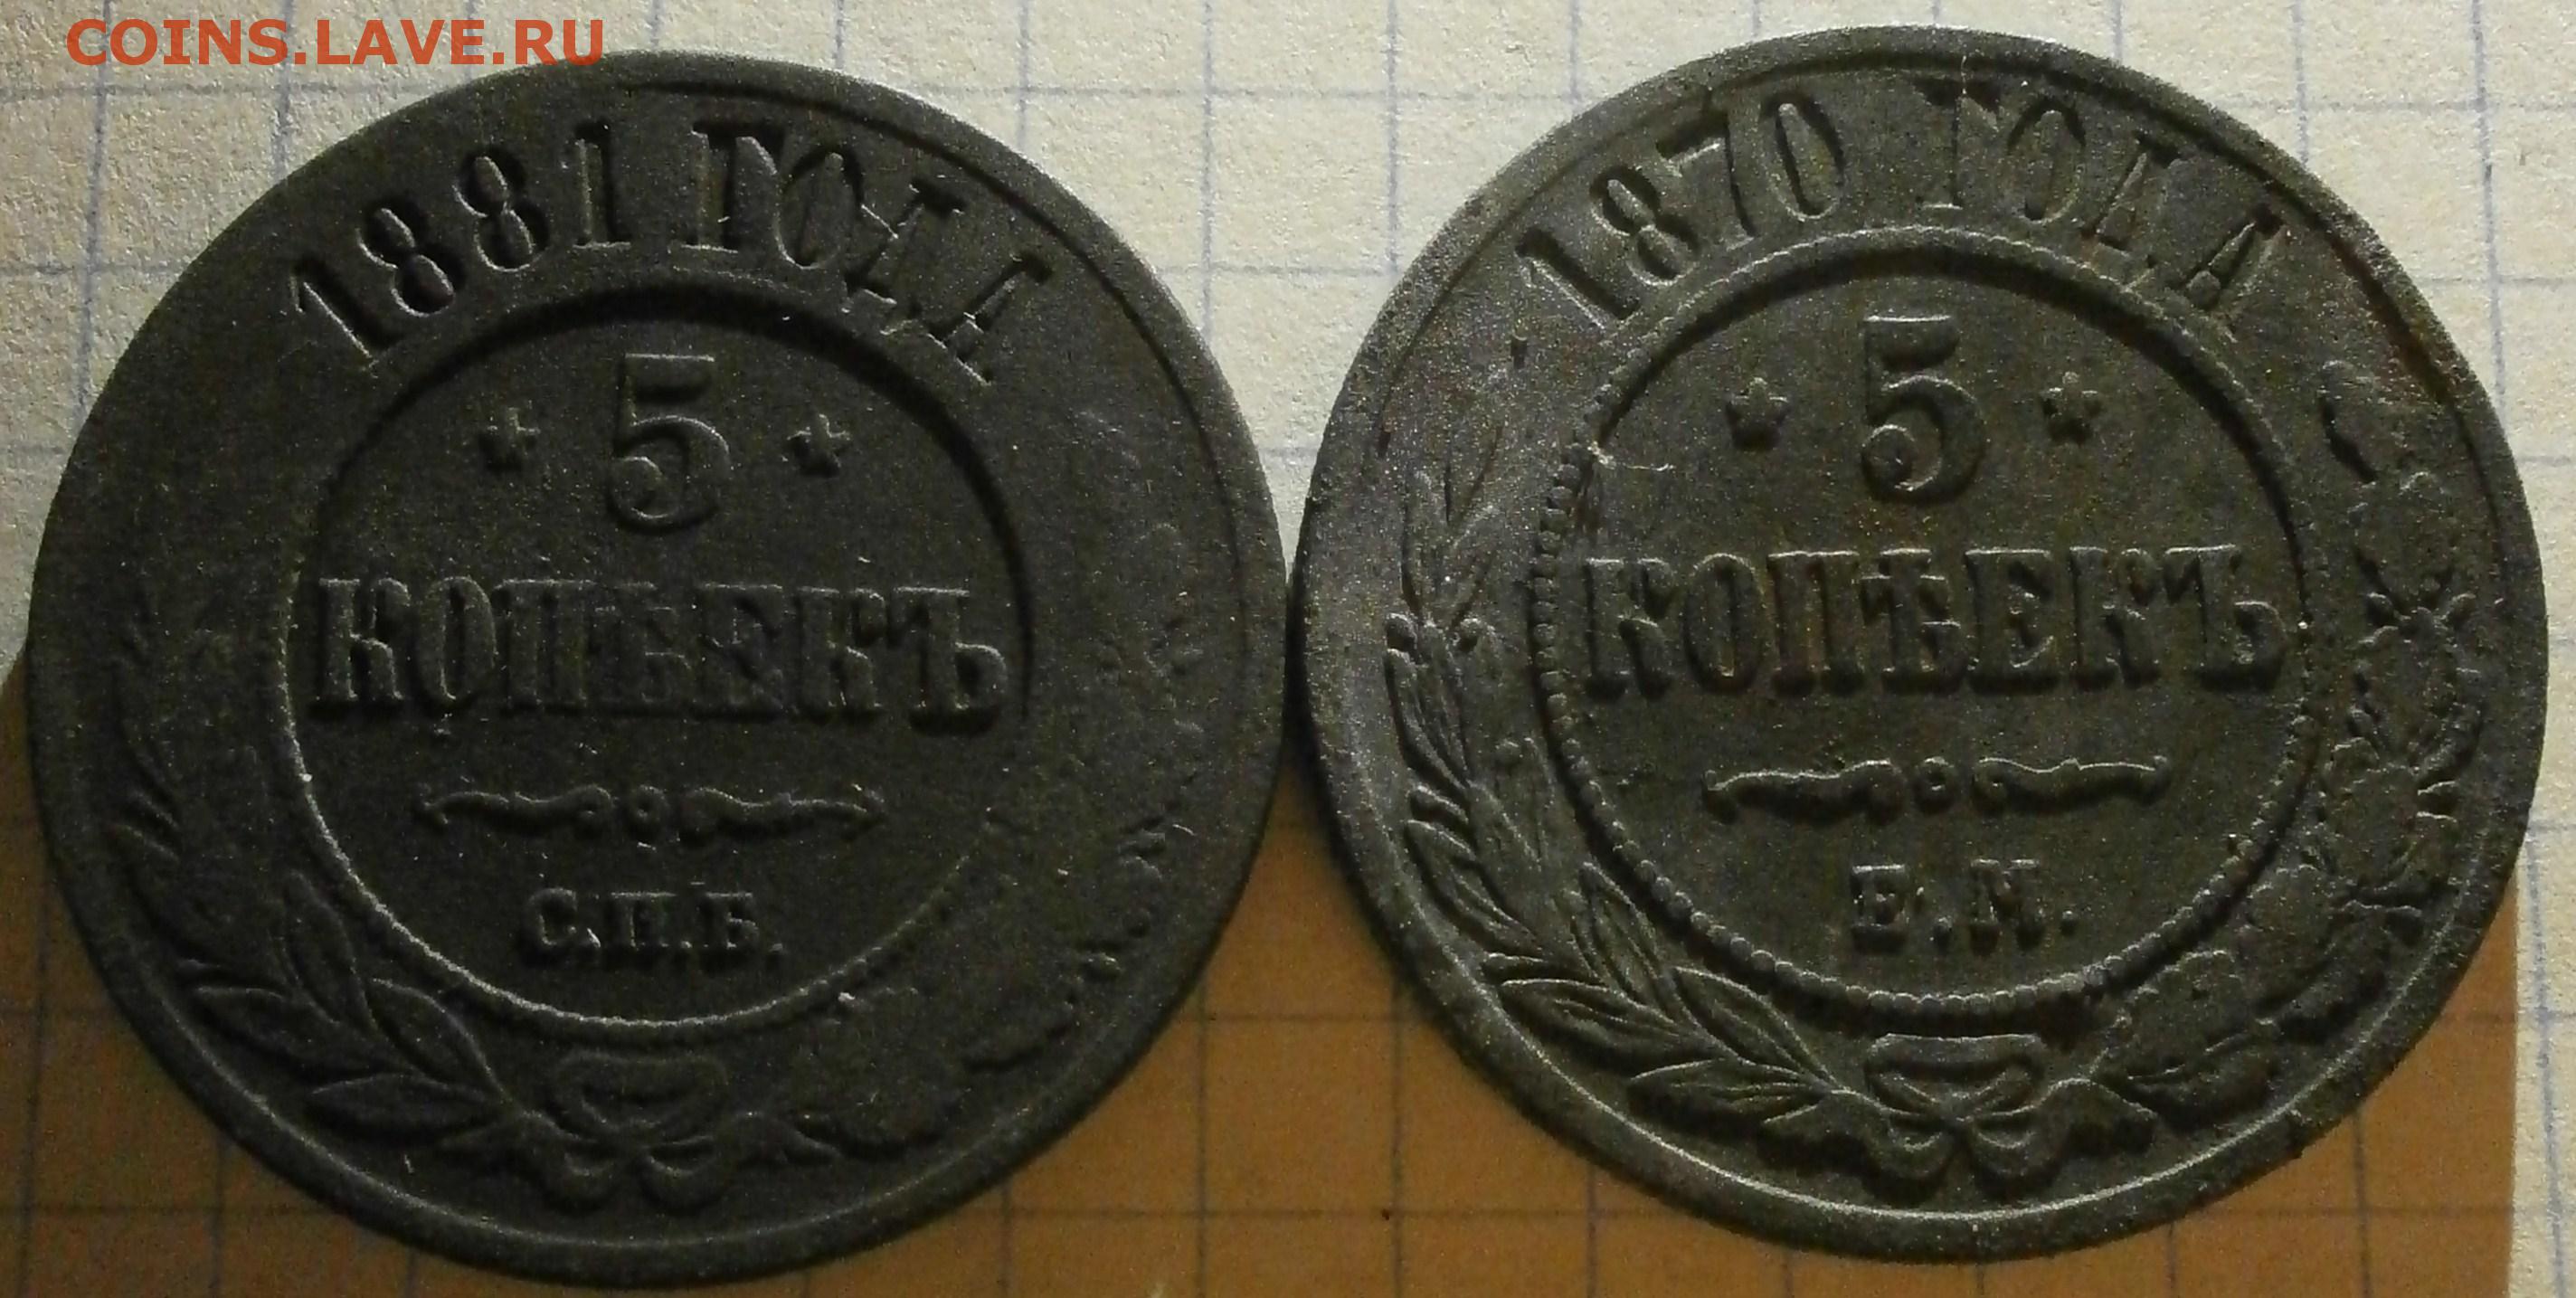 COINS.LAVE.RU
1881 ГОДА
5
КОПѢЕКЪ
С.П.Б.
1870 ГОДА
5
КОПѢЕКЪ
Е.М.